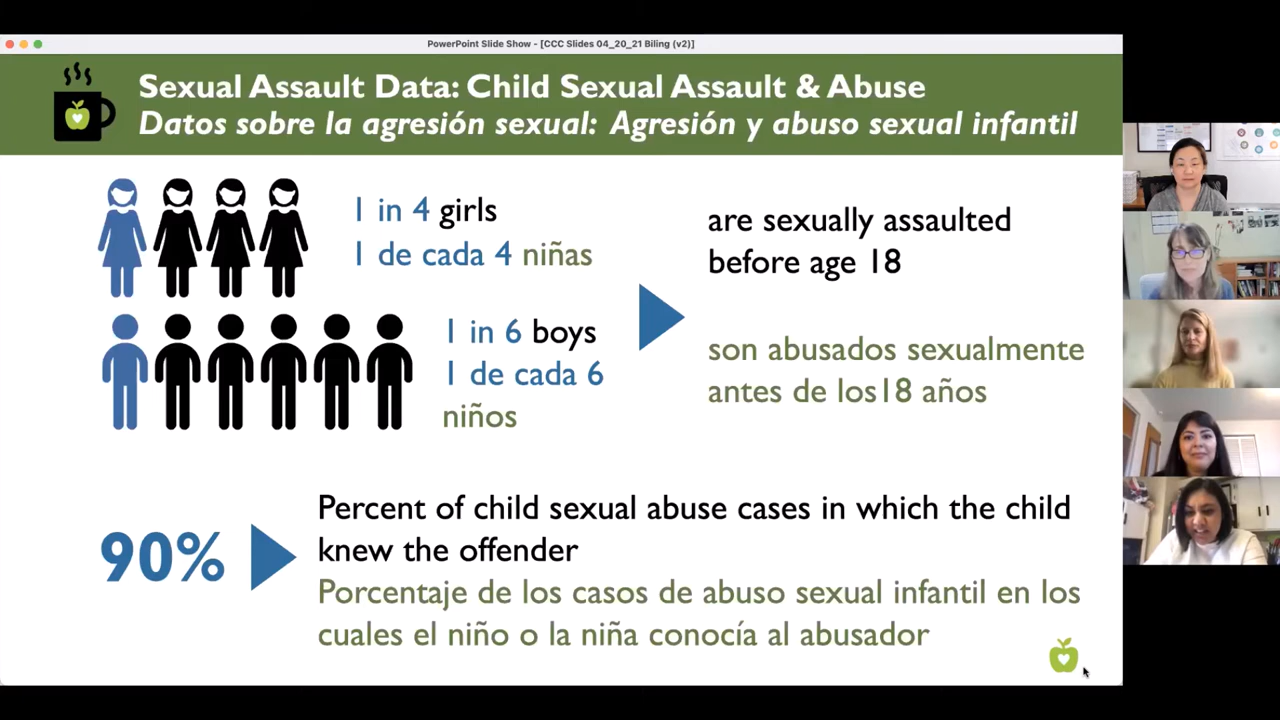 PowerPoint Slide Show - [CCC Slides 04_20_21 Biling (v2)]
Sexual Assault Data: Child Sexual Assault & Abuse
Datos sobre la agresión sexual: Agresión y abuso sexual infantil
1 in 4 girls
1 de cada 4 niñas
1 in 6 boys
1 de cada 6
niños
are sexually assaulted
before age 18
son abusados sexualmente
antes de los18 años
90%
Percent of child sexual abuse cases in which the child
knew the offender
Porcentaje de los casos de abuso sexual infantil en los
cuales el niño o la niña conocía al abusador